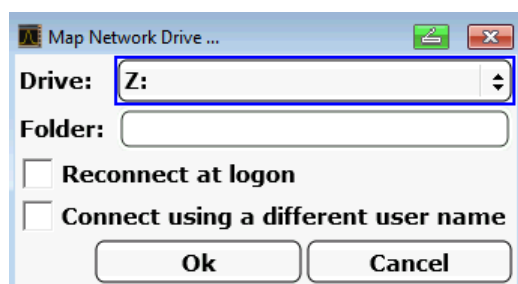 Map Network Drive ...
Drive: Z:
Folder:
Reconnect at logon
Connect using a different user name
Ok Cancel